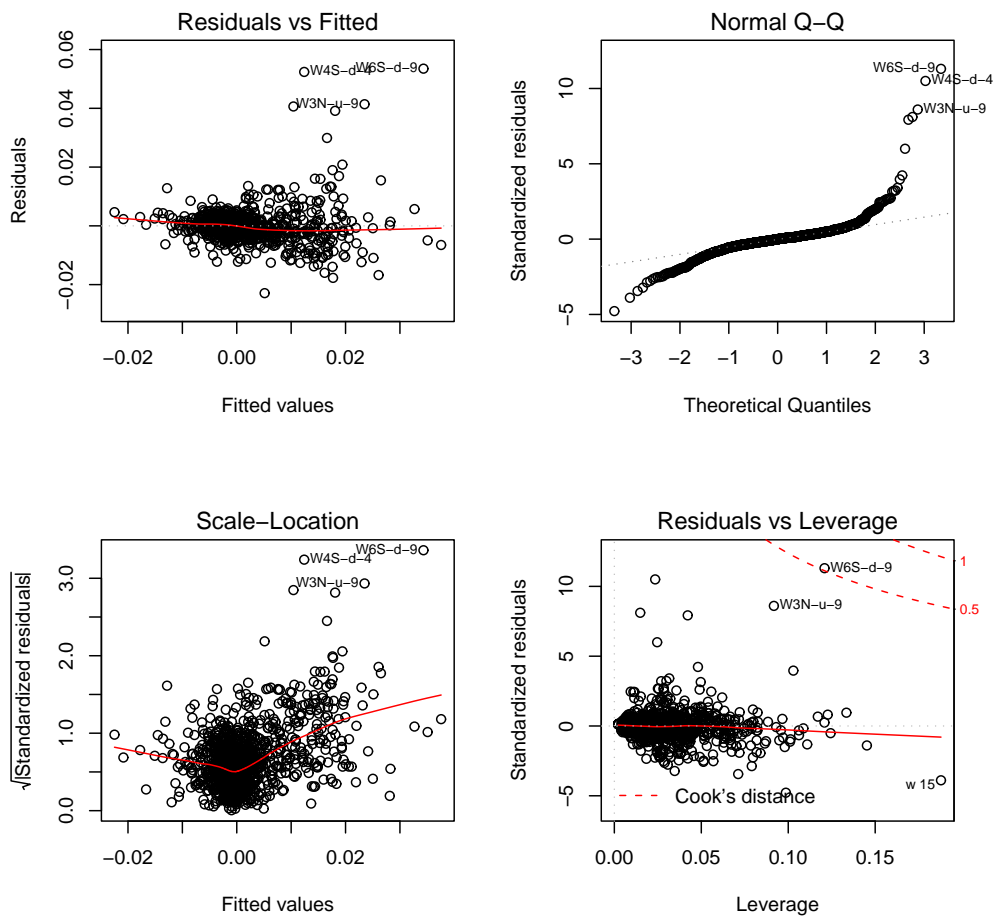 Residuals vs Fitted
0.06
0.04
0.02
0.00
−0.02
Residuals
W4S−d−4
W6S−d−9
W3N−u−9
−0.02 0.00 0.02
Fitted values
Normal Q−Q
10
5
0
−5
Standardized residuals
W6S−d−9
W4S−d−4
W3N−u−9
−3 −2 −1 0 1 2 3
Theoretical Quantiles
Scale−Location
3.0
2.0
1.0
0.0
√|Standardized residuals|
W4S−d−4
W6S−d−9
W3N−u−9
−0.02 0.00 0.02
Fitted values
Residuals vs Leverage
10
5
0
−5
Standardized residuals
1
0.5
W6S−d−9
W3N−u−9
w 15
Cook's distance
0.00 0.05 0.10 0.15
Leverage